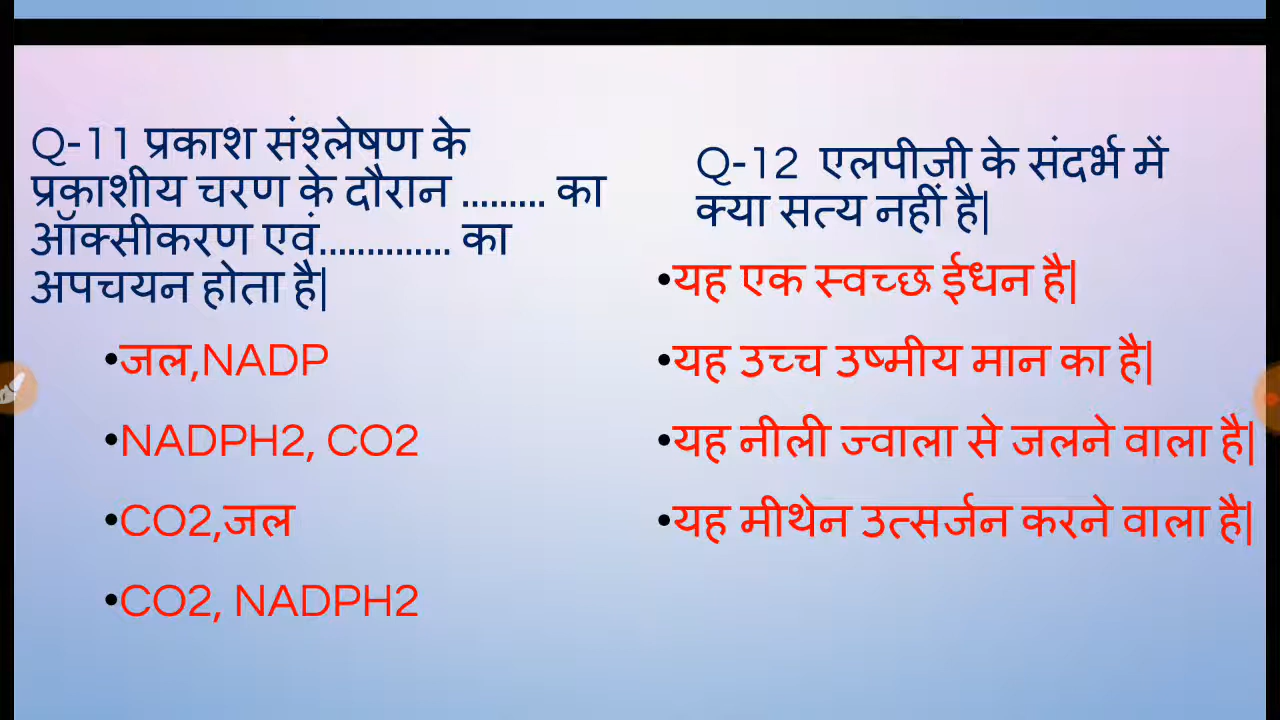 Q-11 प्रकाश संश्लेषण के
प्रकाशीय चरण के दौरान ......... का
ऑक्सीकरण एवं.............. का
अपचयन होता है|
•जल,NADP
•NADPH2, CO2
•CO2,जल
•CO2, NADPH2
Q-12 एलपीजी के संदर्भ में
क्या सत्य नहीं है|
•यह एक स्वच्छ ईधन है|
•यह उच्च उष्मीय मान का है|
•यह नीली ज्वाला से जलने वाला है|
•यह मीथेन उत्सर्जन करने वाला है|